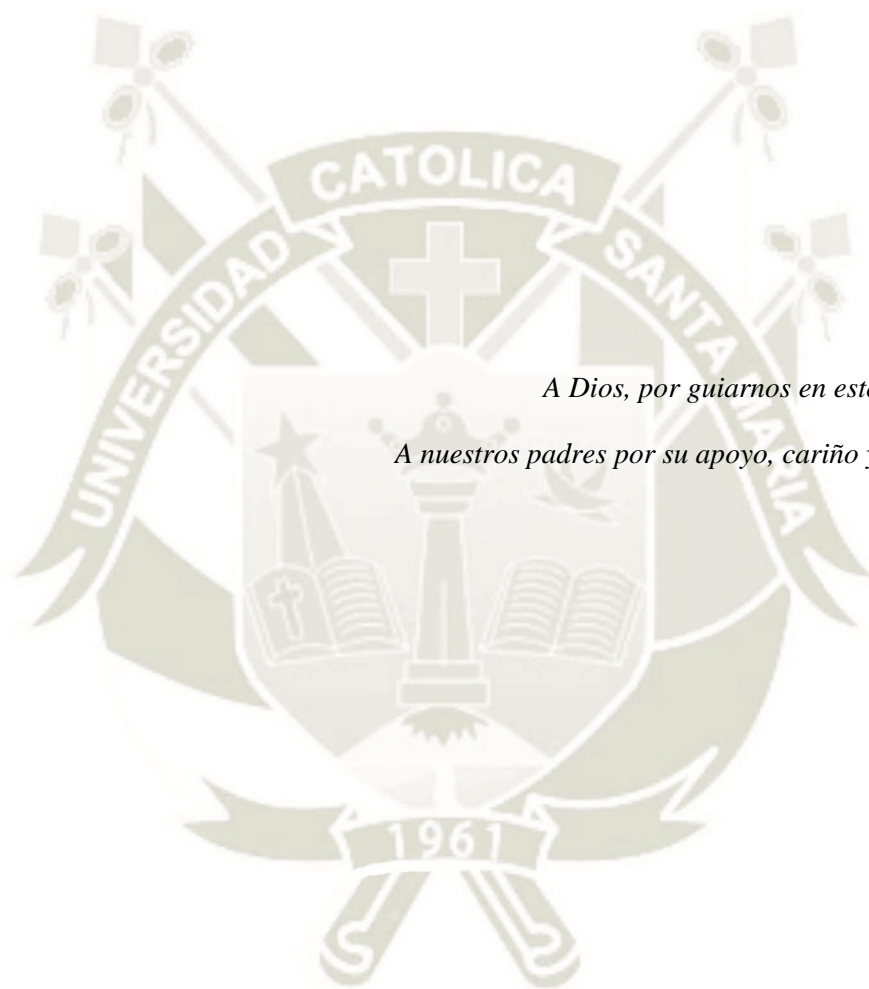 UNIVERSIDAD CATOLICA SANTA MARIA
A Dios, por guiarnos en
A nuestros padres por su apoyo, cariño y
1961